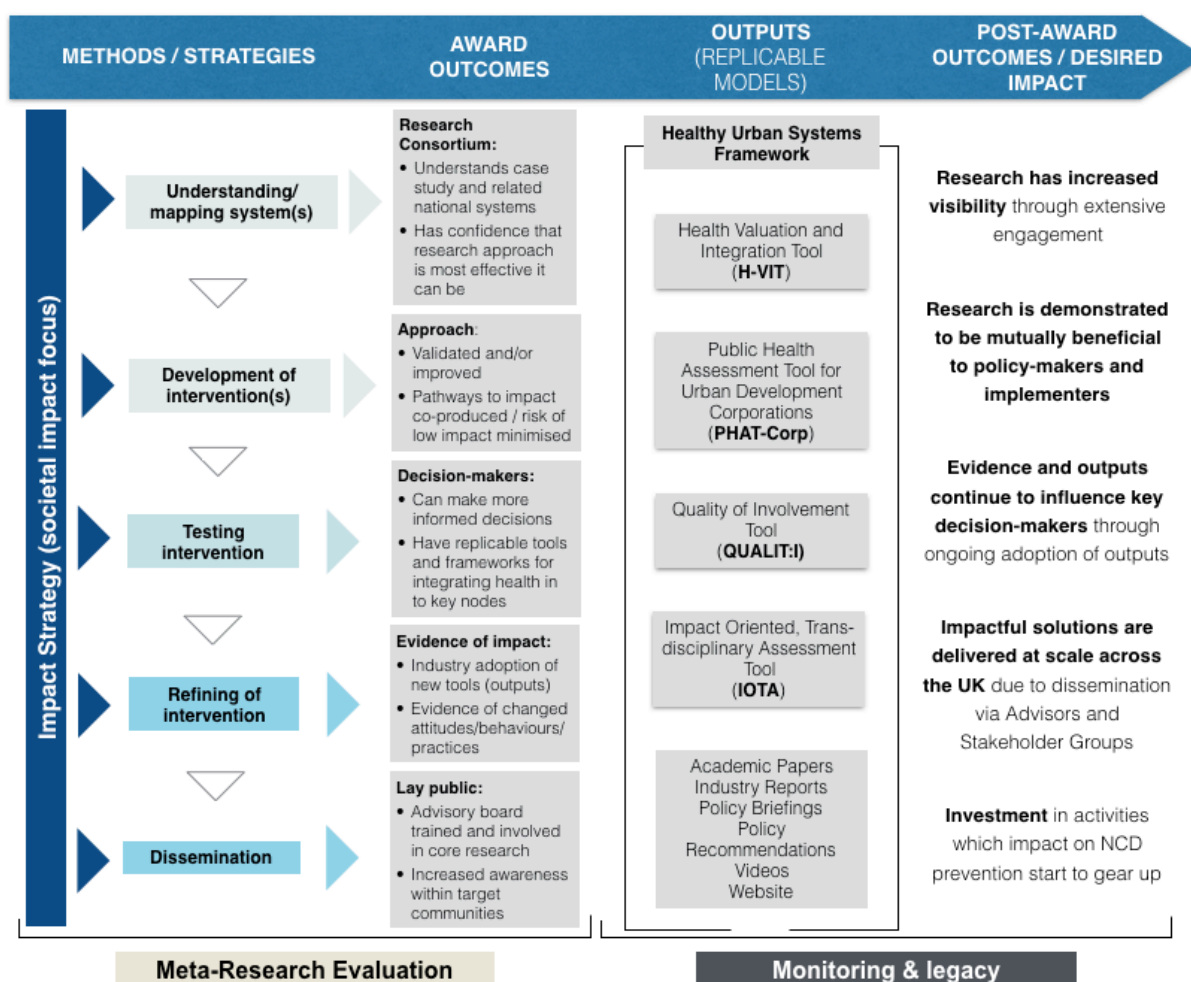 METHODS / STRATEGIES
AWARD
OUTCOMES
OUTPUTS
(REPLICABLE
MODELS)
POST-AWARD
OUTCOMES / DESIRED
IMPACT
Impact Strategy (societal impact focus)
Understanding/
mapping system(s)
Development of
intervention(s)
Testing
intervention
Refining of
intervention
Dissemination
Research
Consortium:
• Understands case
study and related
national systems
• Has confidence that
research approach
is most effective it
can be
Approach:
• Validated and/or
improved
• Pathways to impact
co-produced / risk of
low impact minimised
Decision-makers:
• Can make more
informed decisions
• Have replicable tools
and frameworks for
integrating health in
to key nodes
Evidence of impact:
• Industry adoption of
new tools (outputs)
• Evidence of changed
attitudes/behaviours/
practices
Lay public:
• Advisory board
trained and involved
in core research
• Increased awareness
within target
communities
Healthy Urban Systems
Framework
Health Valuation and
Integration Tool
(H-VIT)
Public Health
Assessment Tool for
Urban Development
Corporations
(PHAT-Corp)
Quality of Involvement
Tool
(QUALIT:I)
Impact Oriented, Trans-
disciplinary Assessment
Tool
(IOTA)
Academic Papers
Industry Reports
Policy Briefings
Policy
Recommendations
Videos
Website
Research has increased
visibility through extensive
engagement
Research is demonstrated
to be mutually beneficial
to policy-makers and
implementers
Evidence and outputs
continue to influence key
decision-makers through
ongoing adoption of outputs
Impactful solutions are
delivered at scale across
the UK due to dissemination
via Advisors and
Stakeholder Groups
Investment in activities
which impact on NCD
prevention start to gear up
Meta-Research Evaluation
Monitoring & legacy